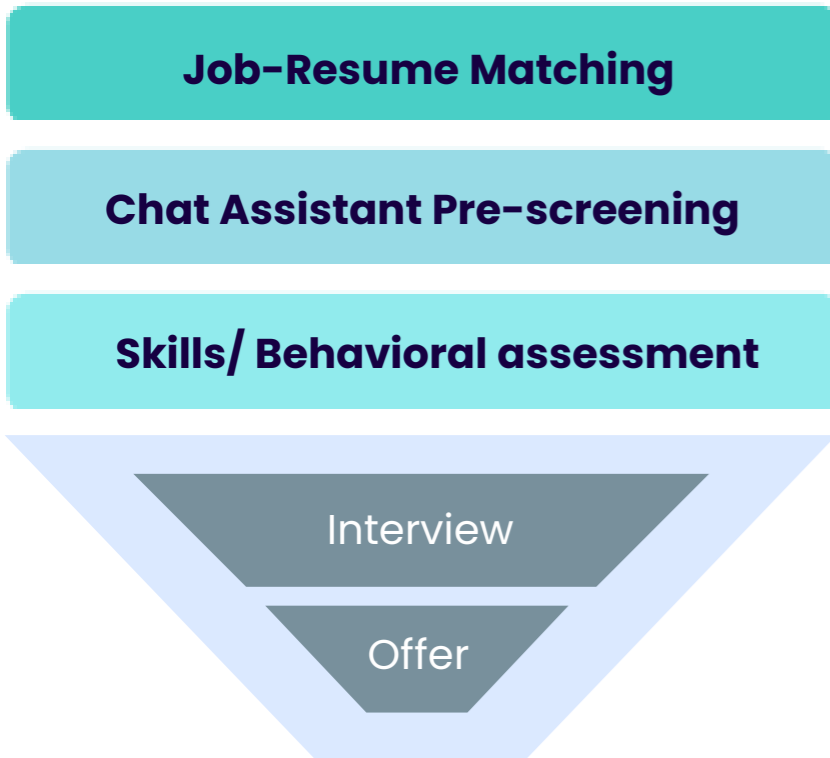 Job-Resume Matching
Chat Assistant Pre-screening
Skills/ Behavioral assessment
Interview
Offer